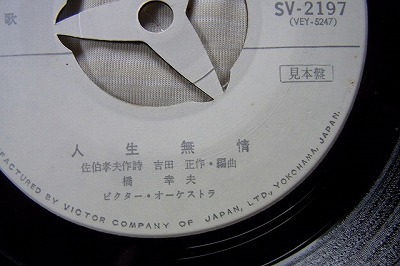 歌
SV-2197
(VEY-5247)
見本盤
人生無情
佐伯孝夫作詩 吉田 正作・編曲
橋 幸夫
ビクター・オーケストラ
FACTURED BY VICTOR COMPANY OF JAPAN, LTD., YOKOHAMA, JAPAN.